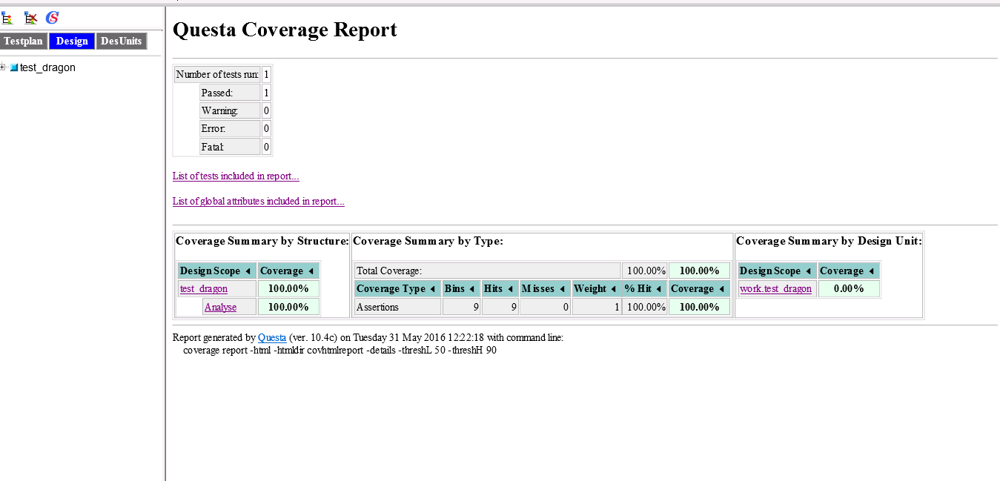 Testplan Design DesUnits
test_dragon
Questa Coverage Report
Number of tests run: 1
Passed: 1
Warning: 0
Error: 0
Fatal: 0
List of tests included in report...
List of global attributes included in report...
Coverage Summary by Structure:
Design Scope Coverage
test_dragon 100.00%
Analyse 100.00%
Coverage Summary by Type:
Total Coverage: 100.00% 100.00%
Coverage Type Bins Hits Misses Weight % Hit Coverage
Assertions 9 9 0 1 100.00% 100.00%
Coverage Summary by Design Unit:
Design Scope Coverage
work.test_dragon 0.00%
Report generated by Questa (ver. 10.4c) on Tuesday 31 May 2016 12:22:18 with command line:
coverage report -html -htmldir covhtmlreport -details -threshL 50 -threshH 90